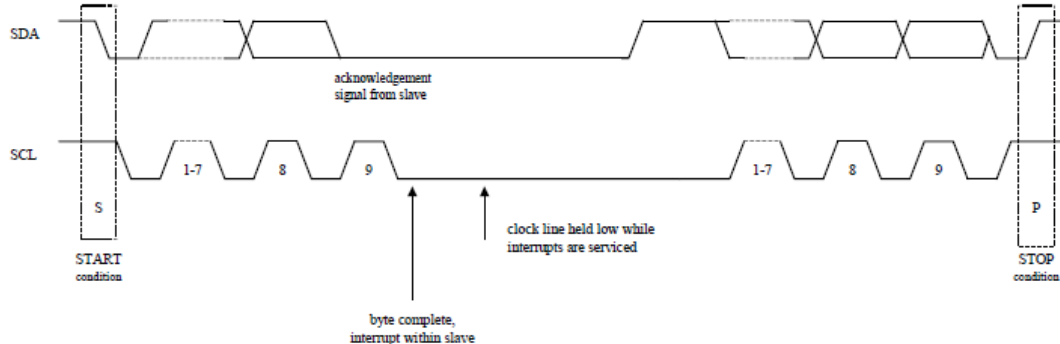 SDA
acknowledgement
signal from slave
SCL
1-7
8
9
1-7
8
9
S
P
clock line held low while
interrupts are serviced
START
condition
STOP
condition
byte complete,
interrupt within slave